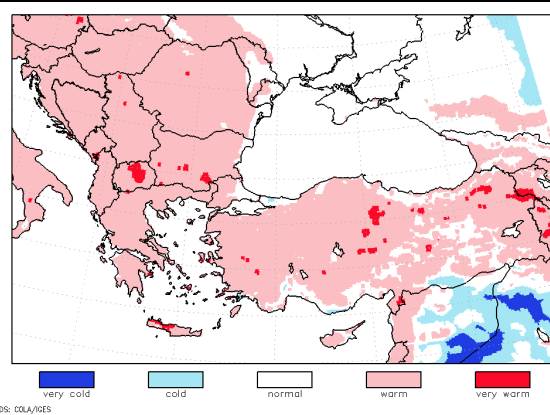 very cold
cold
normal
warm
very warm
DS: COLA/IGES